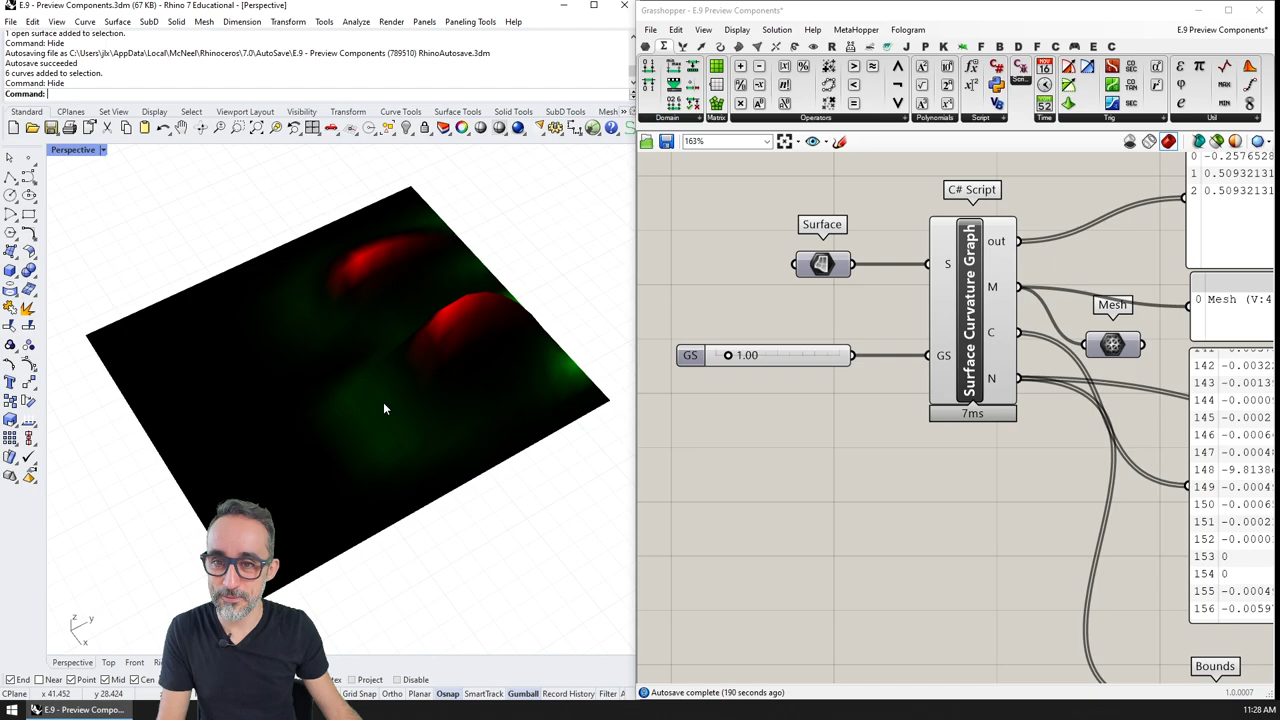 E.9 - Preview Components.3dm (67 KB) - Rhino 7 Educational - [Perspective]
File Edit View Curve Surface SubD Solid Mesh Dimension Transform Tools Analyze Render Panels Paneling Tools Help
1 open surface added to selection.
Command: Hide
Autosaving file as C:\Users\jlx\AppData\Local\McNeel\Rhinoceros\7.0\AutoSave\E.9 - Preview Components (789510) RhinoAutosave.3dm
Autosave succeeded
6 curves added to selection.
Command: Hide
Command:
Standard CPlanes Set View Display Select Viewport Layout Visibility Transform Curve Tools Surface Tools Solid Tools SubD Tools Mesh
Perspective
z y x
Perspective Top Front Ri
End Near Point Mid Cen Project Disable
CPlane x 41.452 y 28.424 Grid Snap Ortho Planar Osnap SmartTrack Gumball Record History Filter
E.9 - Preview Compo...
Grasshopper - E.9 Preview Components*
File Edit View Display Solution Help MetaHopper Fologram E.9 Preview Components*
Domain Matrix Operators Polynomials Script Time Trig Util
163%
C# Script
Surface
Surface Curvature Graph
S
GS
out
M
C
N
7ms
GS 1.00
Mesh
0 -0.2576528
1 0.50932131
2 0.50932131
0 Mesh (V:4
142 -0.0032
143 -0.0013
144 -0.0000
145 -0.0002
146 -0.0006
147 -0.0004
148 -9.8136
149 -0.0004
150 -0.0006
151 -0.0002
152 -0.0000
153 0
154 0
155 -0.0004
156 -0.0059
Bounds
Autosave complete (190 seconds ago)
1.0.0007
11:28 AM